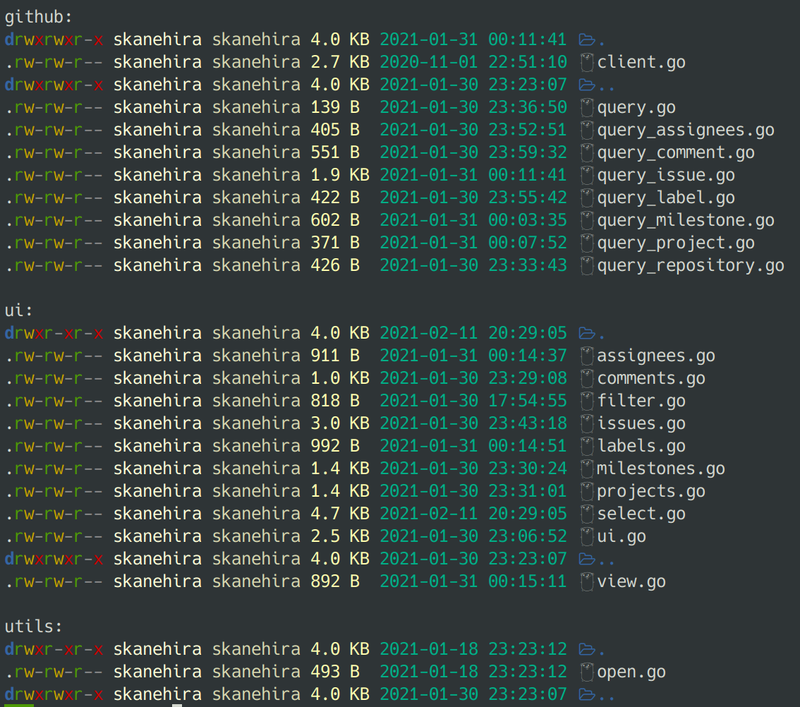 github:
drwxrwxr-x skanehira skanehira 4.0 KB 2021-01-31 00:11:41 .
.rw-rw-r-- skanehira skanehira 2.7 KB 2020-11-01 22:51:10 client.go
drwxrwxr-x skanehira skanehira 4.0 KB 2021-01-30 23:23:07 ..
.rw-rw-r-- skanehira skanehira 139 B 2021-01-30 23:36:50 query.go
.rw-rw-r-- skanehira skanehira 405 B 2021-01-30 23:52:51 query_assignees.go
.rw-rw-r-- skanehira skanehira 551 B 2021-01-30 23:59:32 query_comment.go
.rw-rw-r-- skanehira skanehira 1.9 KB 2021-01-31 00:11:41 query_issue.go
.rw-rw-r-- skanehira skanehira 422 B 2021-01-30 23:55:42 query_label.go
.rw-rw-r-- skanehira skanehira 602 B 2021-01-31 00:03:35 query_milestone.go
.rw-rw-r-- skanehira skanehira 371 B 2021-01-31 00:07:52 query_project.go
.rw-rw-r-- skanehira skanehira 426 B 2021-01-30 23:33:43 query_repository.go
ui:
drwxr-xr-x skanehira skanehira 4.0 KB 2021-02-11 20:29:05 .
.rw-rw-r-- skanehira skanehira 911 B 2021-01-31 00:14:37 assignees.go
.rw-rw-r-- skanehira skanehira 1.0 KB 2021-01-30 23:29:08 comments.go
.rw-rw-r-- skanehira skanehira 818 B 2021-01-30 17:54:55 filter.go
.rw-rw-r-- skanehira skanehira 3.0 KB 2021-01-30 23:43:18 issues.go
.rw-rw-r-- skanehira skanehira 992 B 2021-01-31 00:14:51 labels.go
.rw-rw-r-- skanehira skanehira 1.4 KB 2021-01-30 23:30:24 milestones.go
.rw-rw-r-- skanehira skanehira 1.4 KB 2021-01-30 23:31:01 projects.go
.rw-rw-r-- skanehira skanehira 4.7 KB 2021-02-11 20:29:05 select.go
.rw-rw-r-- skanehira skanehira 2.5 KB 2021-01-30 23:06:52 ui.go
drwxrwxr-x skanehira skanehira 4.0 KB 2021-01-30 23:23:07 ..
.rw-rw-r-- skanehira skanehira 892 B 2021-01-31 00:15:11 view.go
utils:
drwxr-xr-x skanehira skanehira 4.0 KB 2021-01-18 23:23:12 .
.rw-rw-r-- skanehira skanehira 493 B 2021-01-18 23:23:12 open.go
drwxrwxr-x skanehira skanehira 4.0 KB 2021-01-30 23:23:07 ..